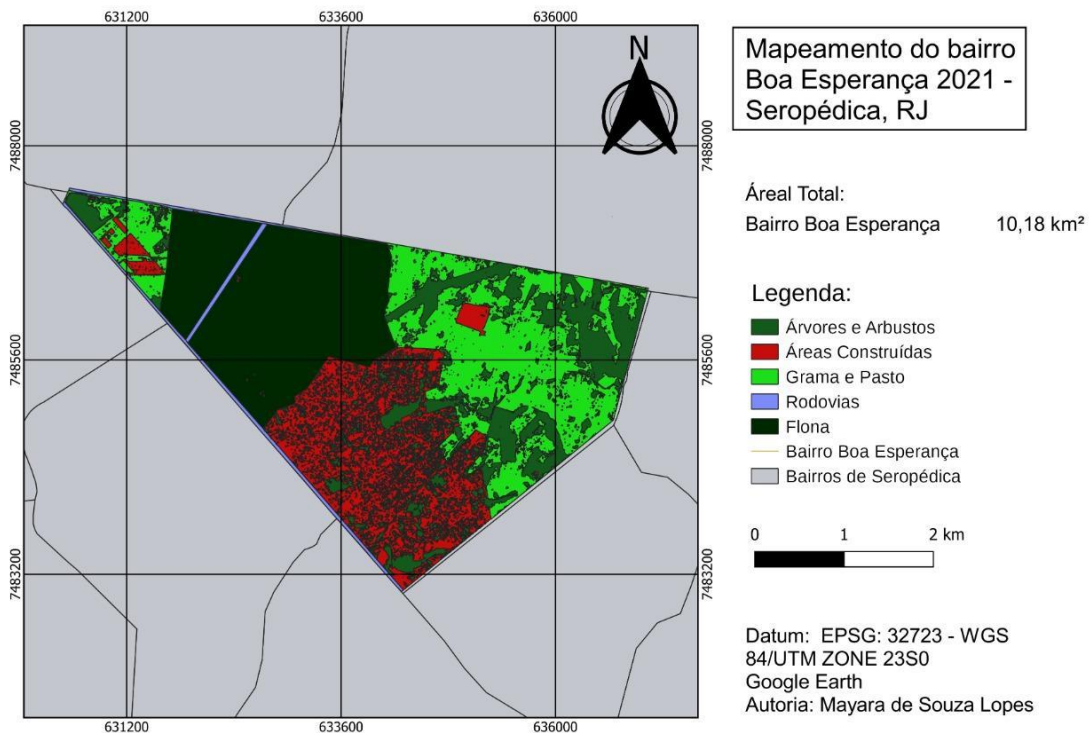 631200
633600
636000
N
7488000
7488000
7485600
7485600
7483200
7483200
631200
633600
636000
Mapeamento do bairro
Boa Esperança 2021 -
Seropédica, RJ
Áreal Total:
Bairro Boa Esperança 10,18 km²
Legenda:
Árvores e Arbustos
Áreas Construídas
Grama e Pasto
Rodovias
Flona
Bairro Boa Esperança
Bairros de Seropédica
0 1 2 km
Datum: EPSG: 32723 - WGS
84/UTM ZONE 23S0
Google Earth
Autoria: Mayara de Souza Lopes